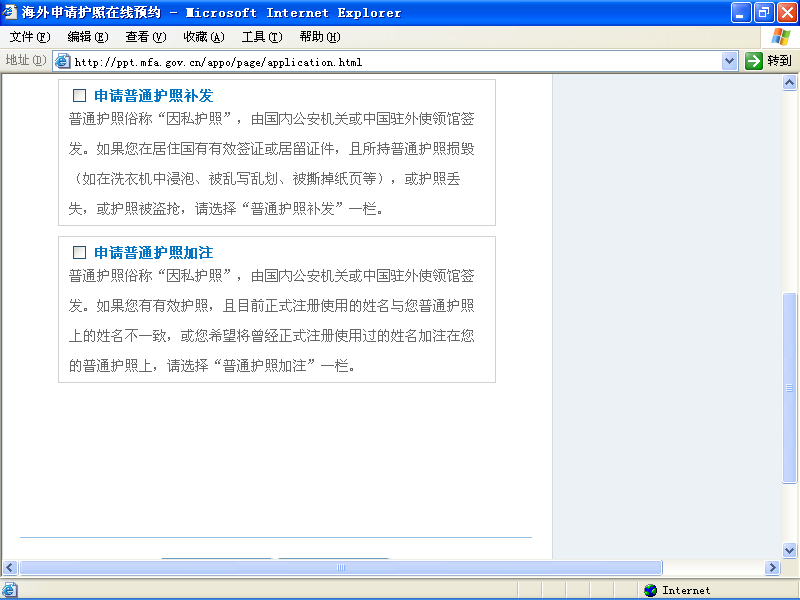 海外申请护照在线预约 - Microsoft Internet Explorer
文件(F) 编辑(E) 查看(V) 收藏(A) 工具(T) 帮助(H)
地址(D) http://ppt.mfa.gov.cn/appo/page/application.html 转到
申请普通护照补发
普通护照俗称“因私护照”，由国内公安机关或中国驻外使领馆签
发。如果您在居住国有有效签证或居留证件，且所持普通护照损毁
（如在洗衣机中浸泡、被乱写乱划、被撕掉纸页等），或护照丢
失，或护照被盗抢，请选择“普通护照补发”一栏。
申请普通护照加注
普通护照俗称“因私护照”，由国内公安机关或中国驻外使领馆签
发。如果您有有效护照，且目前正式注册使用的姓名与您普通护照
上的姓名不一致，或您希望将曾经正式注册使用过的姓名加注在您
的普通护照上，请选择“普通护照加注”一栏。
Internet